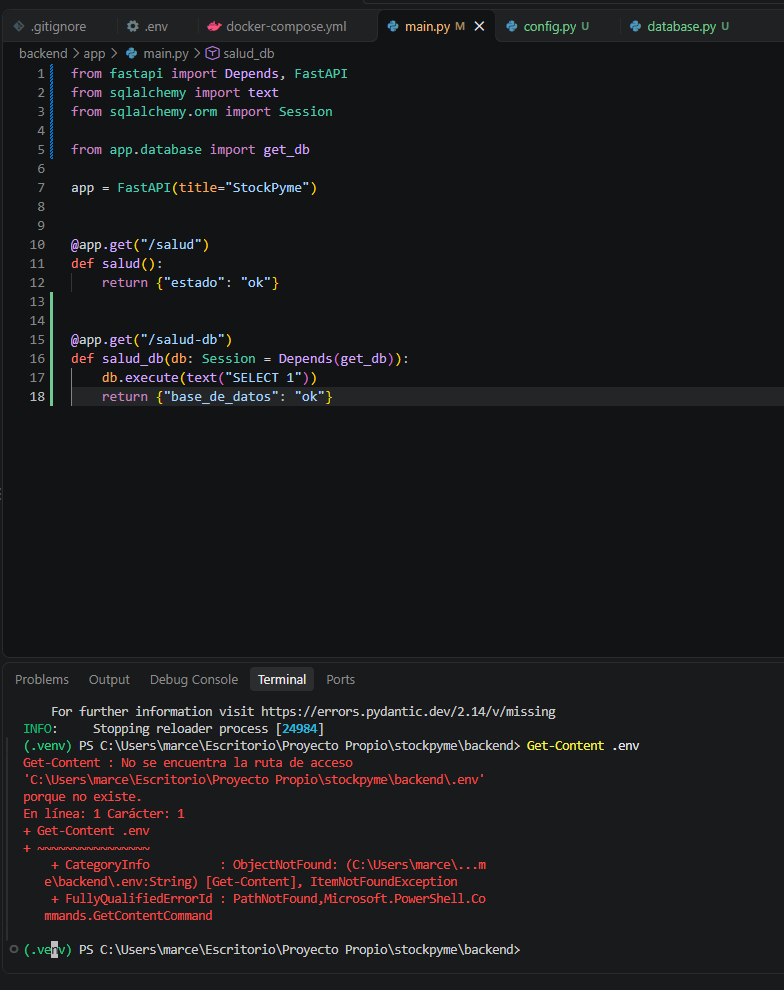 .gitignore .env docker-compose.yml main.py M config.py U database.py U
backend > app > main.py > salud_db
1 from fastapi import Depends, FastAPI
2 from sqlalchemy import text
3 from sqlalchemy.orm import Session
4
5 from app.database import get_db
6
7 app = FastAPI(title="StockPyme")
8
9
10 @app.get("/salud")
11 def salud():
12     return {"estado": "ok"}
13
14
15 @app.get("/salud-db")
16 def salud_db(db: Session = Depends(get_db)):
17     db.execute(text("SELECT 1"))
18     return {"base_de_datos": "ok"}
Problems Output Debug Console Terminal Ports
For further information visit https://errors.pydantic.dev/2.14/v/missing
INFO:     Stopping reloader process [24984]
(.venv) PS C:\Users\marce\Escritorio\Proyecto Propio\stockpyme\backend> Get-Content .env
Get-Content : No se encuentra la ruta de acceso
'C:\Users\marce\Escritorio\Proyecto Propio\stockpyme\backend\.env'
porque no existe.
En línea: 1 Carácter: 1
+ Get-Content .env
+ ~~~~~~~~~~~~~~~~
+ CategoryInfo          : ObjectNotFound: (C:\Users\marce\...m
e\backend\.env:String) [Get-Content], ItemNotFoundException
+ FullyQualifiedErrorId : PathNotFound,Microsoft.PowerShell.Co
mmands.GetContentCommand
(.venv) PS C:\Users\marce\Escritorio\Proyecto Propio\stockpyme\backend>